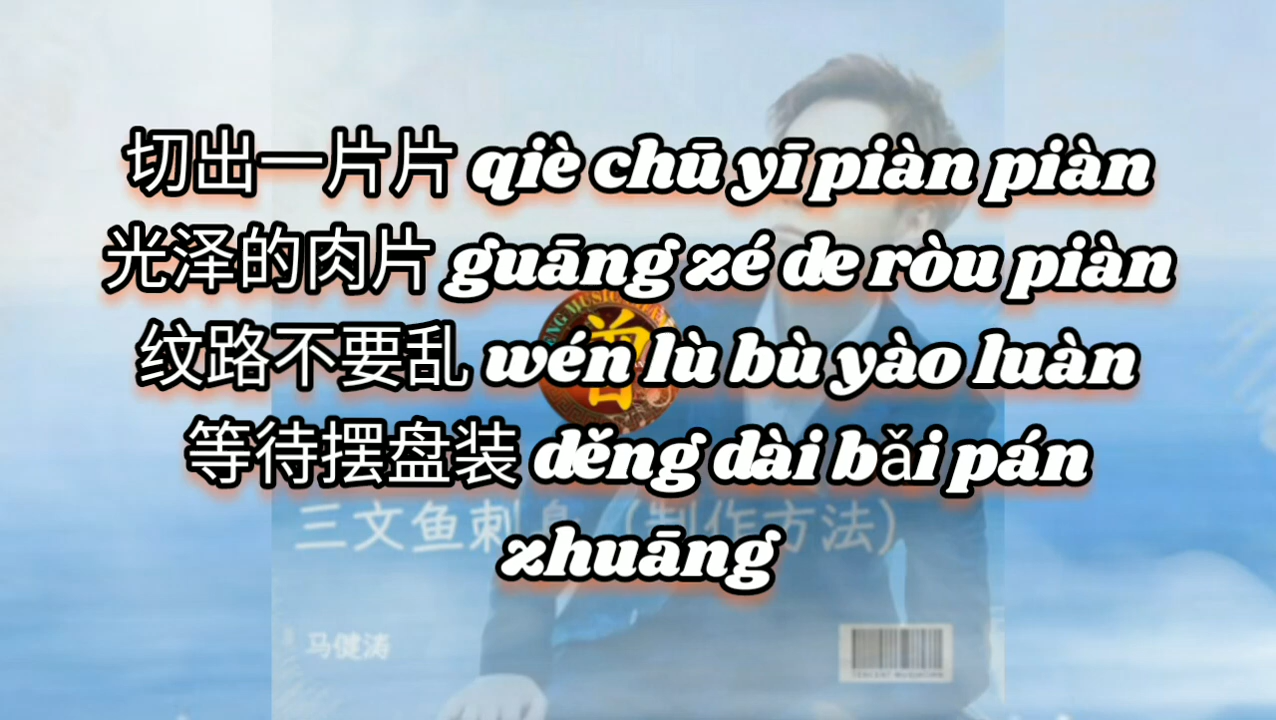 切出一片片 qiè chū yī piàn piàn
光泽的肉片 guāng zé de ròu piàn
纹路不要乱 wén lù bù yào luàn
等待摆盘装 děng dài bǎi pán
zhuāng
三文鱼刺身 (制作方法)
马健涛